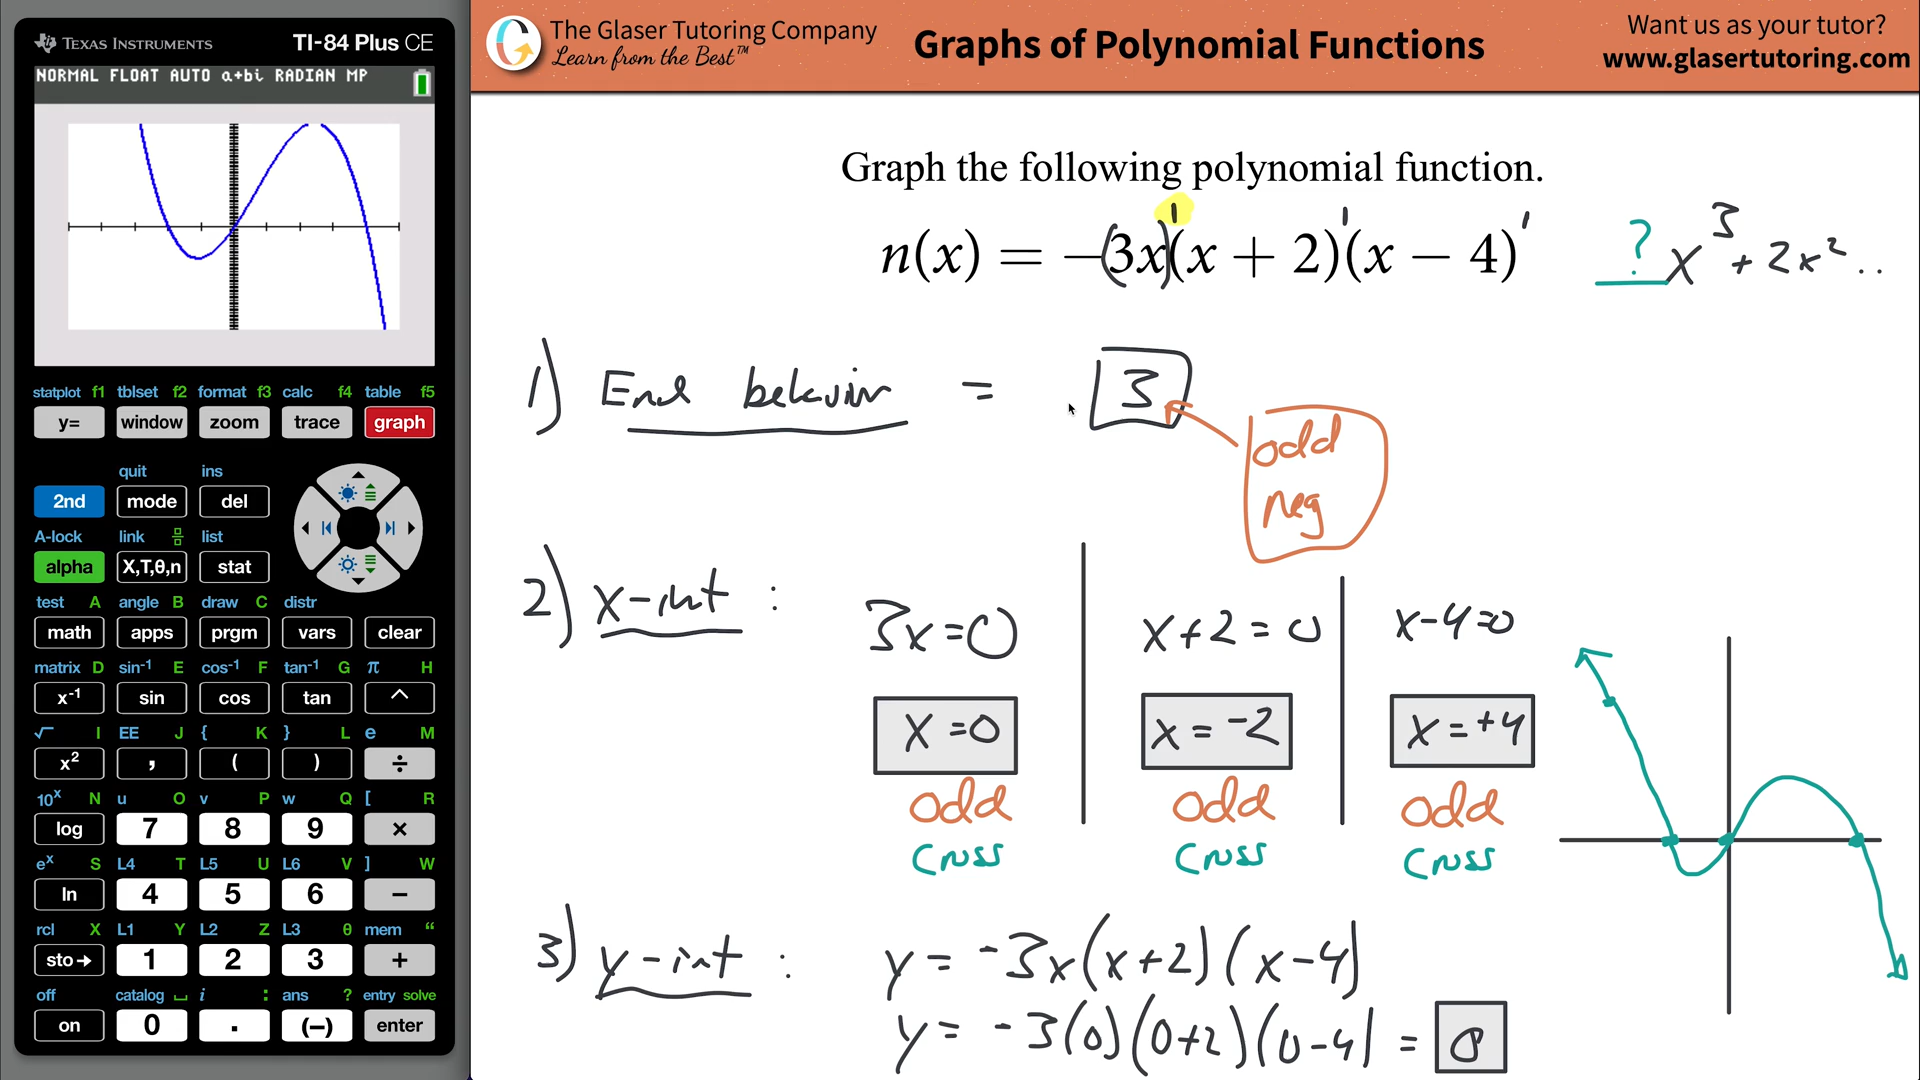 TEXAS INSTRUMENTS TI-84 Plus CE
NORMAL FLOAT AUTO a+bi RADIAN MP
statplot f1 tblset f2 format f3 calc f4 table f5
y= window zoom trace graph
quit ins
2nd mode del
A-lock link list
alpha X,T,θ,n stat
test A angle B draw C distr
math apps prgm vars clear
matrix D sin⁻¹ E cos⁻¹ F tan⁻¹ G π H
x⁻¹ sin cos tan ^
√ I EE J { K } L e M
x² , ( ) ÷
10ˣ N u O v P w Q [ R
log 7 8 9 ×
eˣ S L4 T L5 U L6 V ] W
ln 4 5 6 −
rcl X L1 Y L2 Z L3 θ mem “
sto→ 1 2 3 +
off catalog ⎵ i : ans ? entry solve
on 0 . (−) enter
The Glaser Tutoring Company
Learn from the Best™
Graphs of Polynomial Functions
Want us as your tutor?
www.glasertutoring.com
Graph the following polynomial function.
n(x) = −(3x)¹(x + 2)¹(x − 4)¹
? x³ + 2x² ..
1) End behavior = 3
odd
neg
2) x-int : 3x=0 x+2=0 x-4=0
x=0 x=-2 x=+4
odd odd odd
cross cross cross
3) y-int : y= -3x(x+2)(x-4)
y= -3(0)(0+2)(0-4) = 0